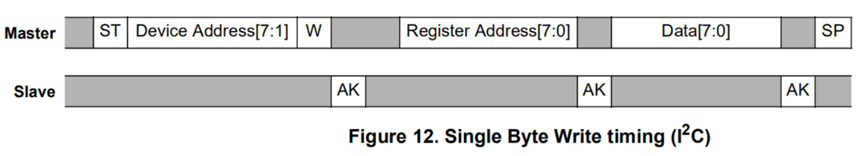 Master ST Device Address[7:1] W Register Address[7:0] Data[7:0] SP
Slave AK AK AK
Figure 12. Single Byte Write timing (I²C)